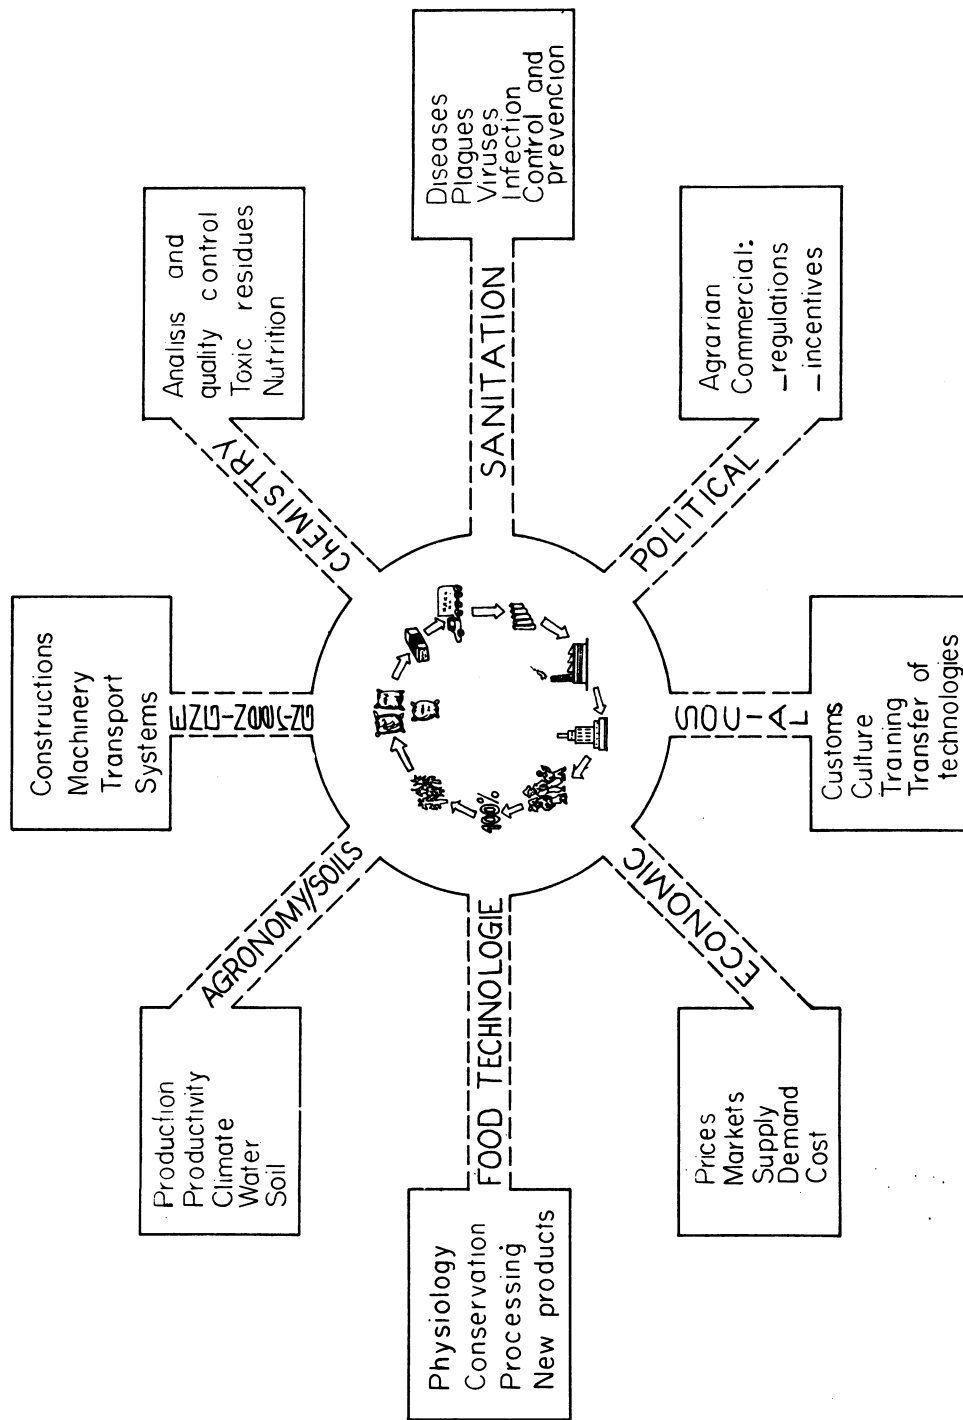 Constructions
Machinery
Transport
Systems
ENGINEERING
Production
Productivity
Climate
Water
Soil
AGRONOMY/SOILS
Analisis and
quality control
Toxic residues
Nutrition
ChEMISTRY
Physiology
Conservation
Processing
New products
FOOD TECHNOLOGIE
100%
SANITATION
Diseases
Plagues
Viruses
Infection
Control and
prevencion
ECONOMIC
Prices
Markets
Supply
Demand
Cost
SOCIAL
Customs
Culture
Training
Transfer of
technologies
POLITICAL
Agrarian
Commercial:
-regulations
-incentives